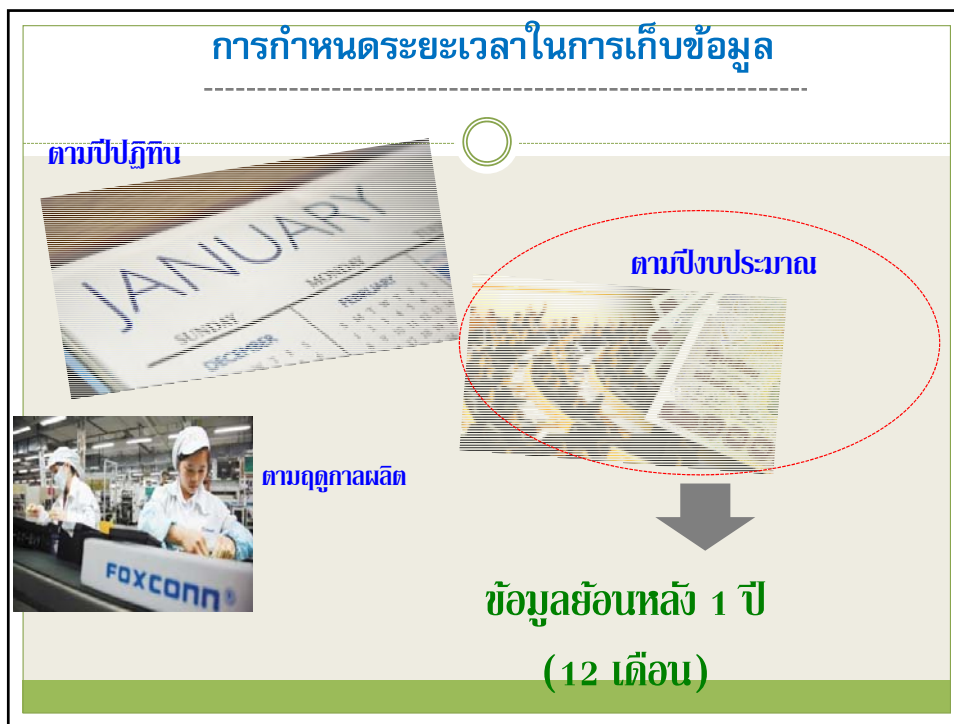 การกำหนดระยะเวลาในการเก็บข้อมูล
ตามปีปฏิทิน
JANUARY
SUNDAY
MONDAY
DECEMBER
FEBRUARY
ตามปีงบประมาณ
ตามฤดูกาลผลิต
FOXCONN®
ข้อมูลย้อนหลัง 1 ปี
(12 เดือน)